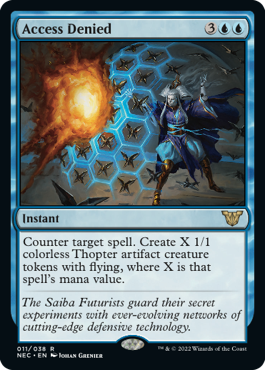 Access Denied 3
Instant
Counter target spell. Create X 1/1
colorless Thopter artifact creature
tokens with flying, where X is that
spell's mana value.
The Saiba Futurists guard their secret
experiments with ever-evolving networks of
cutting-edge defensive technology.
011/038 R
NEC • EN Johan Grenier
™ & © 2022 Wizards of the Coast